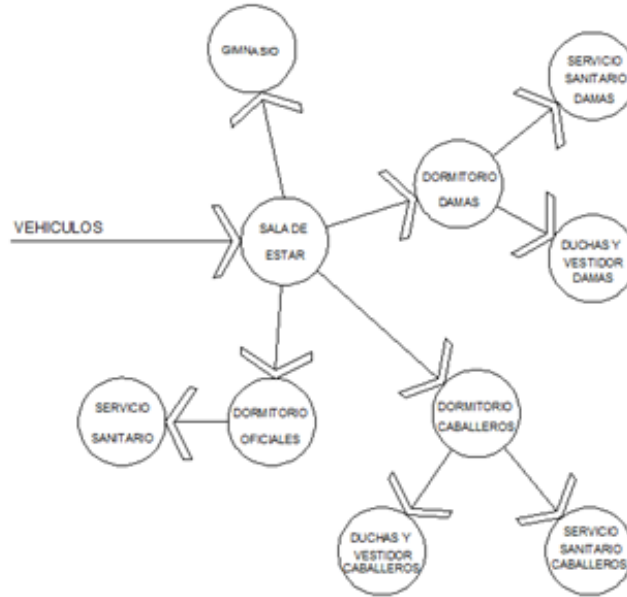 GIMNASIO
SERVICIO
SANITARIO
DAMAS
DORMITORIO
DAMAS
VEHICULOS
SALA DE
ESTAR
DUCHAS Y
VESTIDOR
DAMAS
SERVICIO
SANITARIO
DORMITORIO
OFICIALES
DORMITORIO
CABALLEROS
DUCHAS Y
VESTIDOR
CABALLEROS
SERVICIO
SANITARIO
CABALLEROS